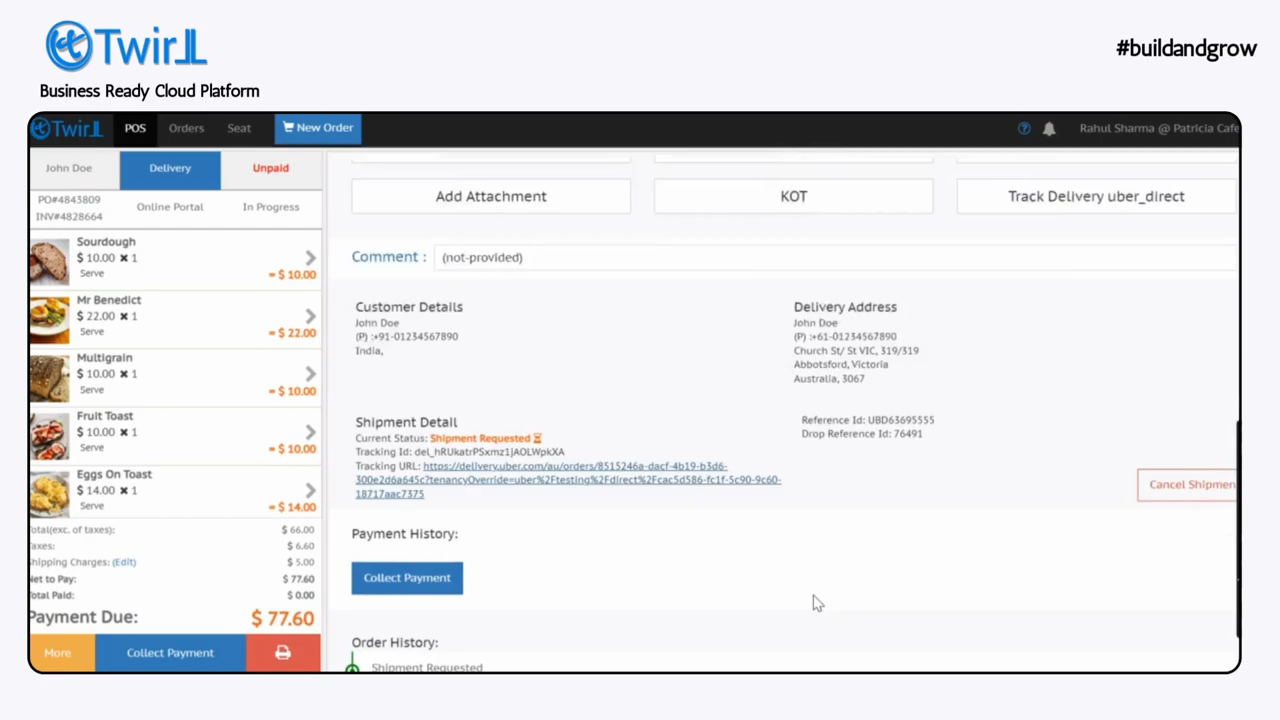 TwirLL
#buildandgrow
Business Ready Cloud Platform
TwirLL POS Orders Seat New Order Rahul Sharma @ Patricia Cafe
John Doe Delivery Unpaid
PO#4843809
INV#4828664
Online Portal In Progress
Sourdough
$ 10.00 ✖ 1
Serve = $ 10.00
Mr Benedict
$ 22.00 ✖ 1
Serve = $ 22.00
Multigrain
$ 10.00 ✖ 1
Serve = $ 10.00
Fruit Toast
$ 10.00 ✖ 1
Serve = $ 10.00
Eggs On Toast
$ 14.00 ✖ 1
Serve = $ 14.00
Total(exc. of taxes): $ 66.00
Taxes: $ 6.60
Shipping Charges: (Edit) $ 5.00
Net to Pay: $ 77.60
Total Paid: $ 0.00
Payment Due: $ 77.60
More Collect Payment
Add Attachment KOT Track Delivery uber_direct
Comment : (not-provided)
Customer Details
John Doe
(P) :+91-01234567890
India,
Delivery Address
John Doe
(P) :+61-01234567890
Church St/ St VIC, 319/319
Abbotsford, Victoria
Australia, 3067
Shipment Detail
Current Status: Shipment Requested
Tracking Id: del_hRUkatrPSxmz1jAOLWpkXA
Tracking URL: https://delivery.uber.com/au/orders/8515246a-dacf-4b19-b3d6-
300e2d6a645c?tenancyOverride=uber%2Ftesting%2Fdirect%2Fcac5d586-fc1f-5c90-9c60-
18717aac7375
Reference Id: UBD63695555
Drop Reference Id: 76491
Cancel Shipmen
Payment History:
Collect Payment
Order History:
Shipment Requested